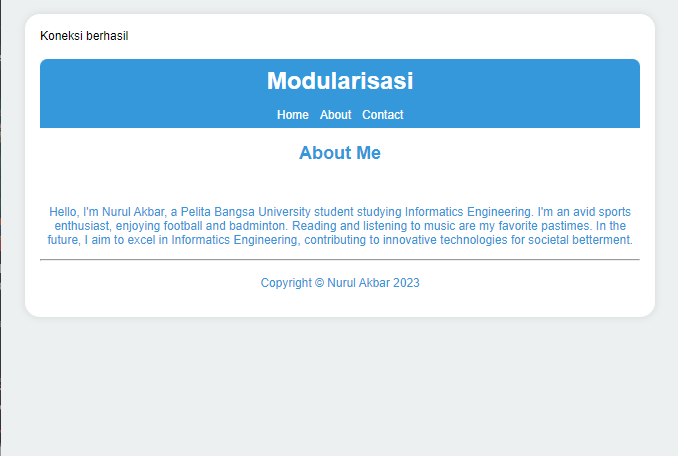 Koneksi berhasil
Modularisasi
Home About Contact
About Me
Hello, I'm Nurul Akbar, a Pelita Bangsa University student studying Informatics Engineering. I'm an avid sports
enthusiast, enjoying football and badminton. Reading and listening to music are my favorite pastimes. In the
future, I aim to excel in Informatics Engineering, contributing to innovative technologies for societal betterment.
Copyright © Nurul Akbar 2023